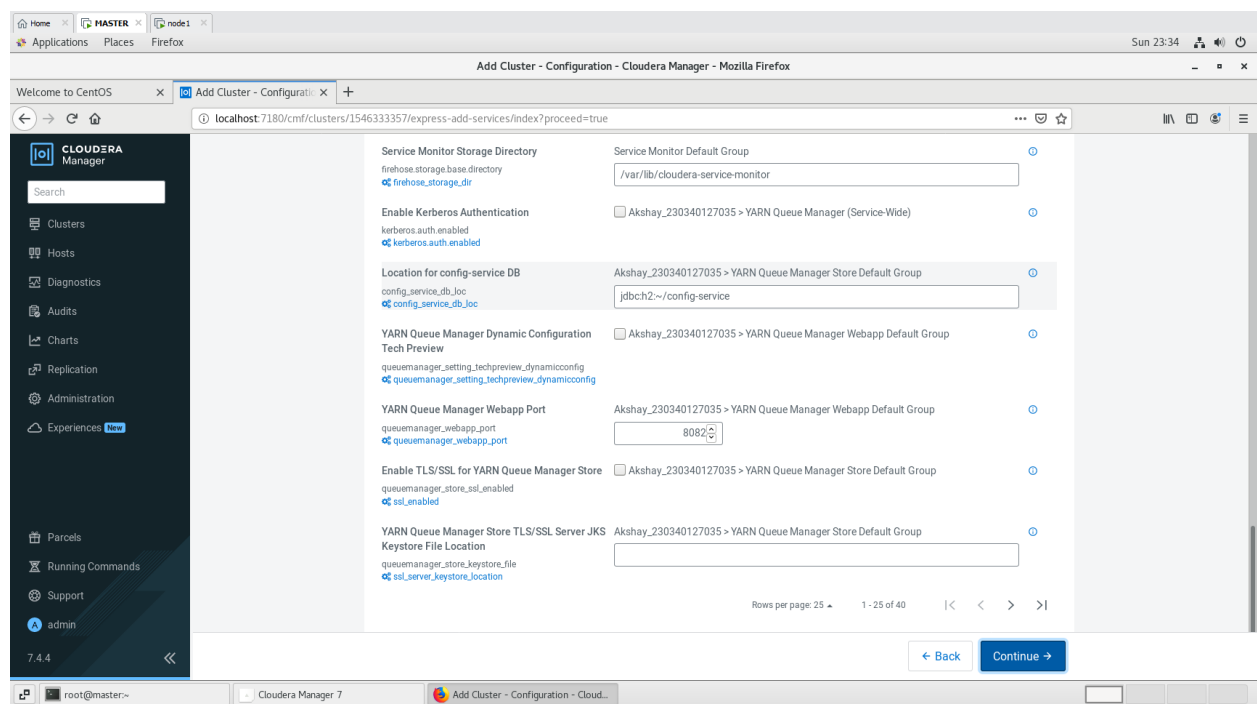 Home MASTER node1
Applications Places Firefox Sun 23:34
Add Cluster - Configuration - Cloudera Manager - Mozilla Firefox
Welcome to CentOS Add Cluster - Configuratic
localhost:7180/cmf/clusters/1546333357/express-add-services/index?proceed=true
CLOUDERA
Manager
Search
Clusters
Hosts
Diagnostics
Audits
Charts
Replication
Administration
Experiences New
Parcels
Running Commands
Support
A admin
7.4.4
Service Monitor Storage Directory Service Monitor Default Group
firehose.storage.base.directory
/var/lib/cloudera-service-monitor
firehose_storage_dir
Enable Kerberos Authentication Akshay_230340127035 > YARN Queue Manager (Service-Wide)
kerberos.auth.enabled
kerberos.auth.enabled
Location for config-service DB Akshay_230340127035 > YARN Queue Manager Store Default Group
config_service_db_loc
jdbc:h2:~/config-service
config_service_db_loc
YARN Queue Manager Dynamic Configuration Akshay_230340127035 > YARN Queue Manager Webapp Default Group
Tech Preview
queuemanager_setting_techpreview_dynamicconfig
queuemanager_setting_techpreview_dynamicconfig
YARN Queue Manager Webapp Port Akshay_230340127035 > YARN Queue Manager Webapp Default Group
queuemanager_webapp_port
8082
queuemanager_webapp_port
Enable TLS/SSL for YARN Queue Manager Store Akshay_230340127035 > YARN Queue Manager Store Default Group
queuemanager_store_ssl_enabled
ssl_enabled
YARN Queue Manager Store TLS/SSL Server JKS Akshay_230340127035 > YARN Queue Manager Store Default Group
Keystore File Location
queuemanager_store_keystore_file
ssl_server_keystore_location
Rows per page: 25 1 - 25 of 40
Back Continue
root@master:~ Cloudera Manager 7 Add Cluster - Configuration - Cloud...